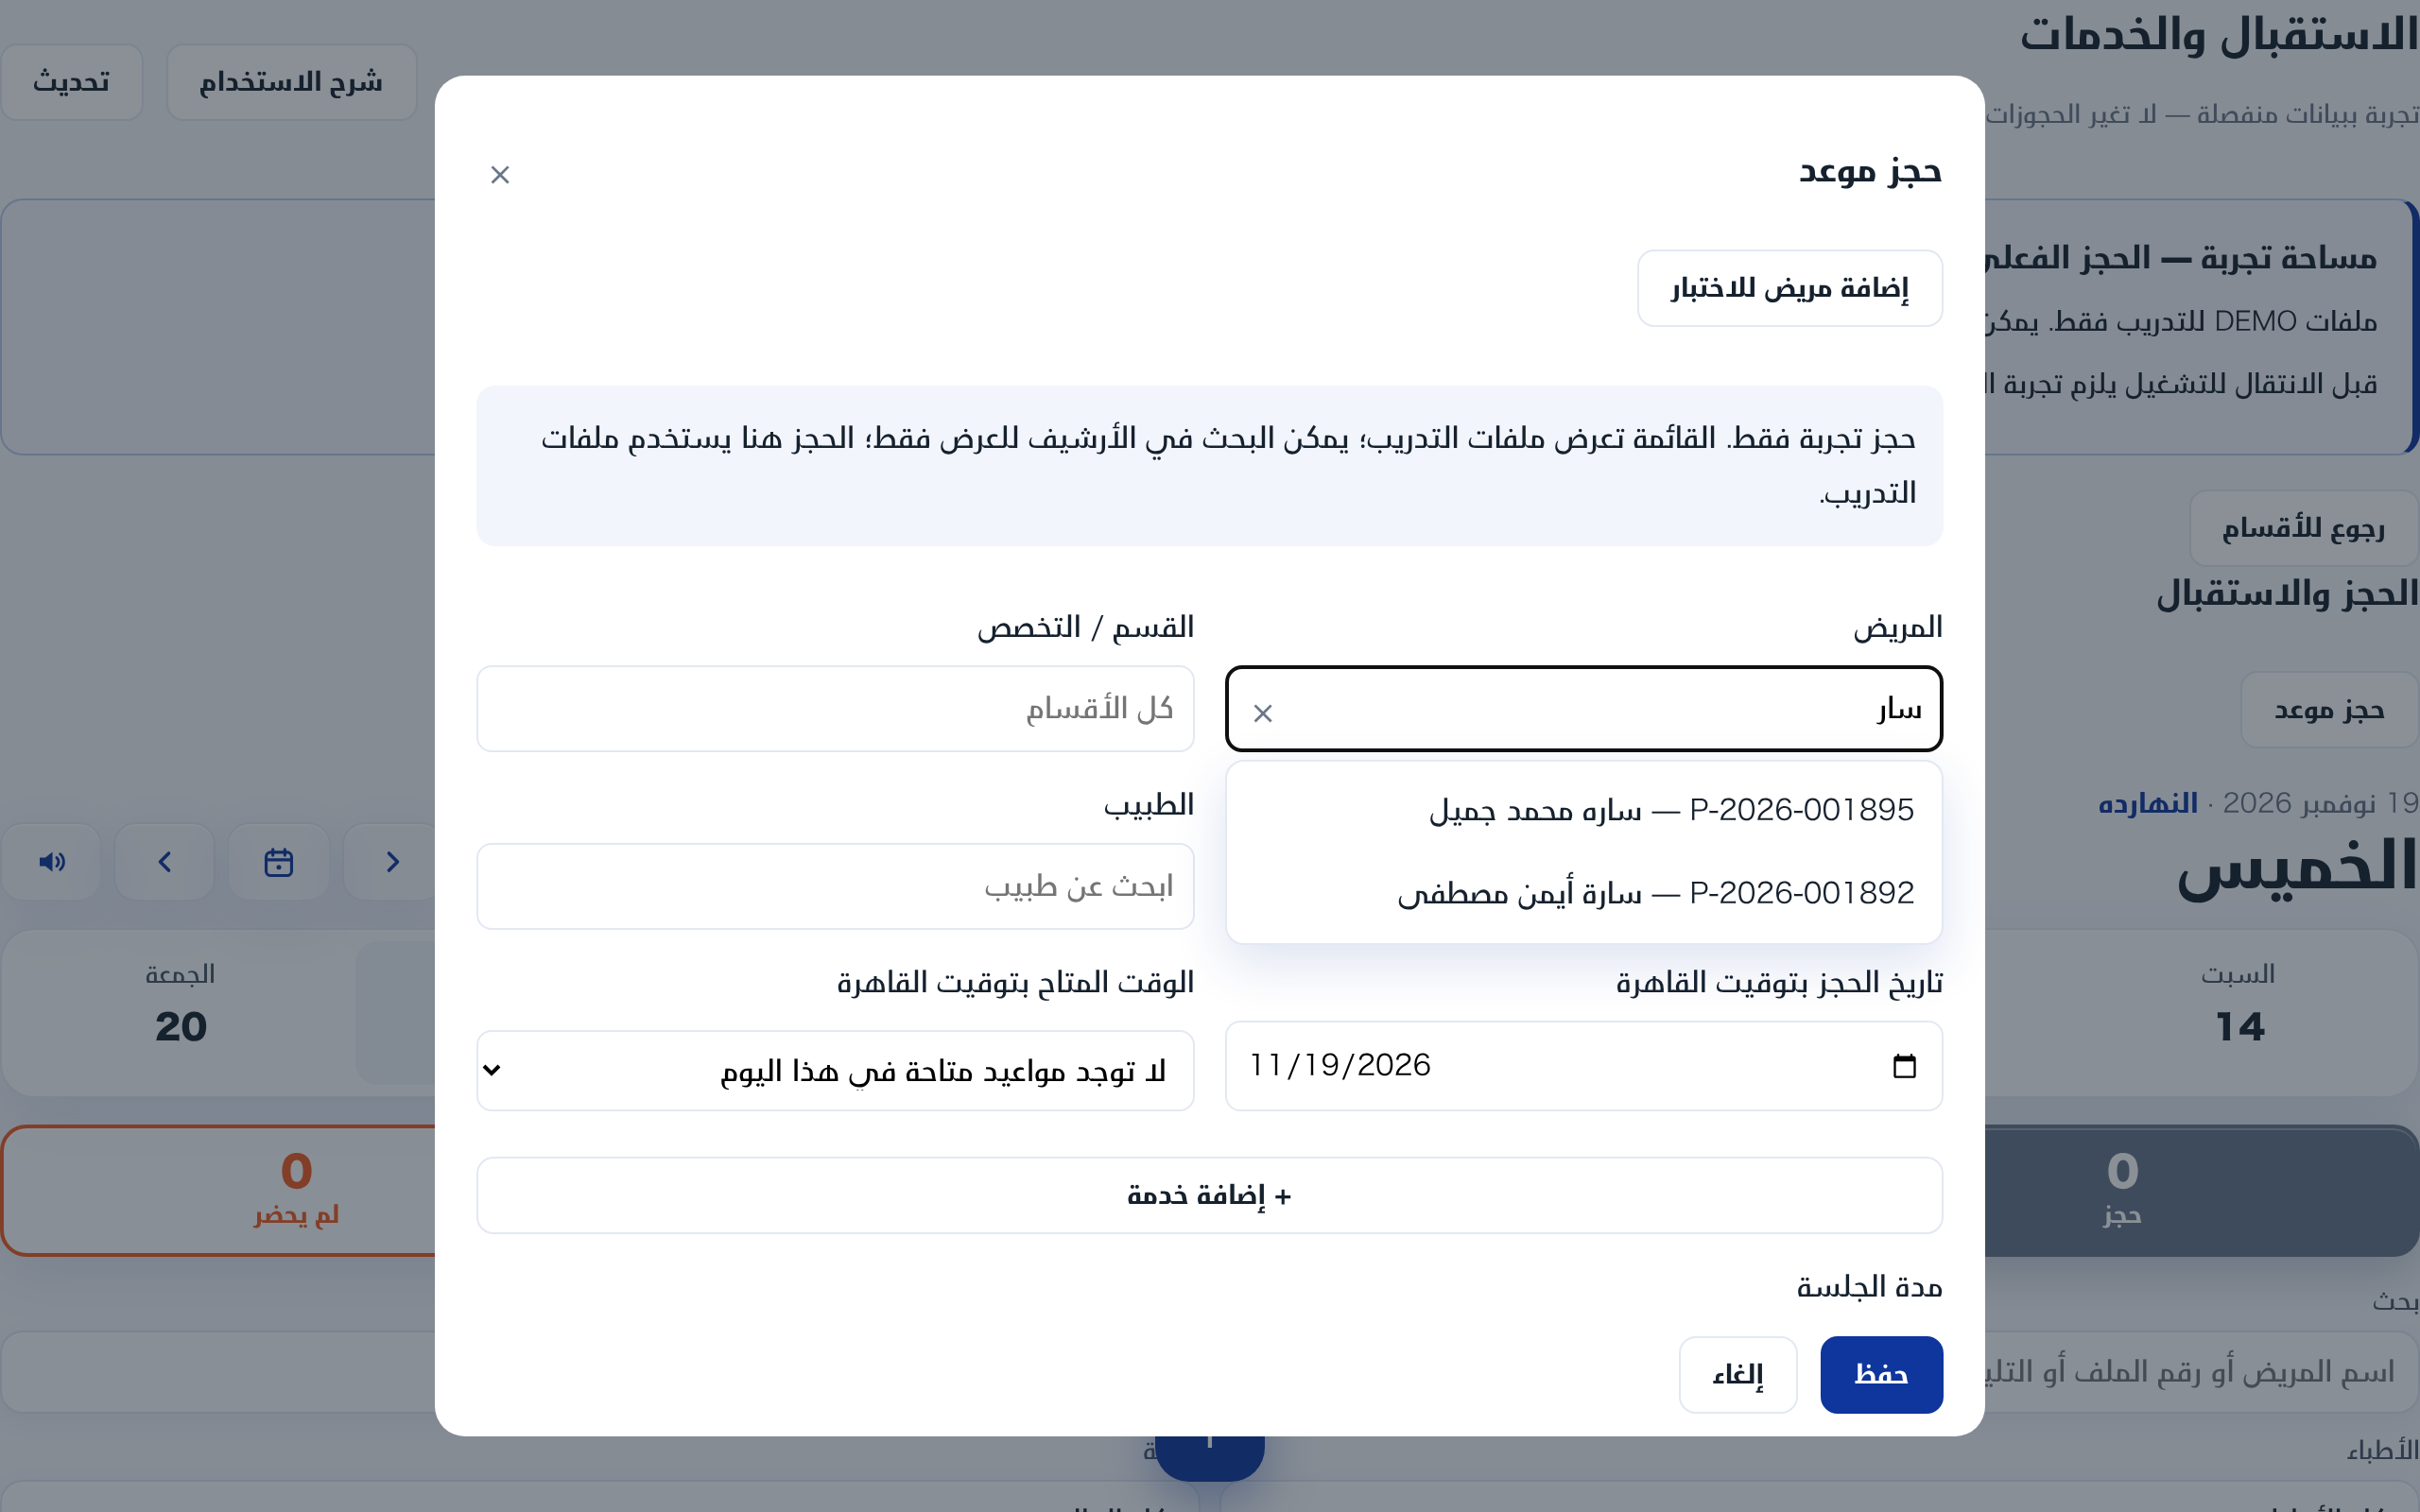 الاستقبال والخدمات
شرح الاستخدام
تحديث
تجربة ببيانات منفصلة — لا تغير الحجوزات
مساحة تجربة — الحجز الفعلي
ملفات DEMO للتدريب فقط. يمكن
قبل الانتقال للتشغيل يلزم تجربة
رجوع للأقسام
الحجز والاستقبال
حجز موعد
19 نوفمبر 2026 · النهارده
الخميس
السبت
14
الجمعة
20
0
حجز
0
لم يحضر
بحث
اسم المريض أو رقم الملف أو
الأطباء
حجز موعد
إضافة مريض للاختبار
حجز تجربة فقط. القائمة تعرض ملفات التدريب؛ يمكن البحث في الأرشيف للعرض فقط؛ الحجز هنا يستخدم ملفات
التدريب.
المريض
سار
P-2026-001895 — ساره محمد جميل
P-2026-001892 — سارة أيمن مصطفى
القسم / التخصص
كل الأقسام
الطبيب
ابحث عن طبيب
تاريخ الحجز بتوقيت القاهرة
11/19/2026
الوقت المتاح بتوقيت القاهرة
لا توجد مواعيد متاحة في هذا اليوم
+ إضافة خدمة
مدة الجلسة
حفظ
إلغاء